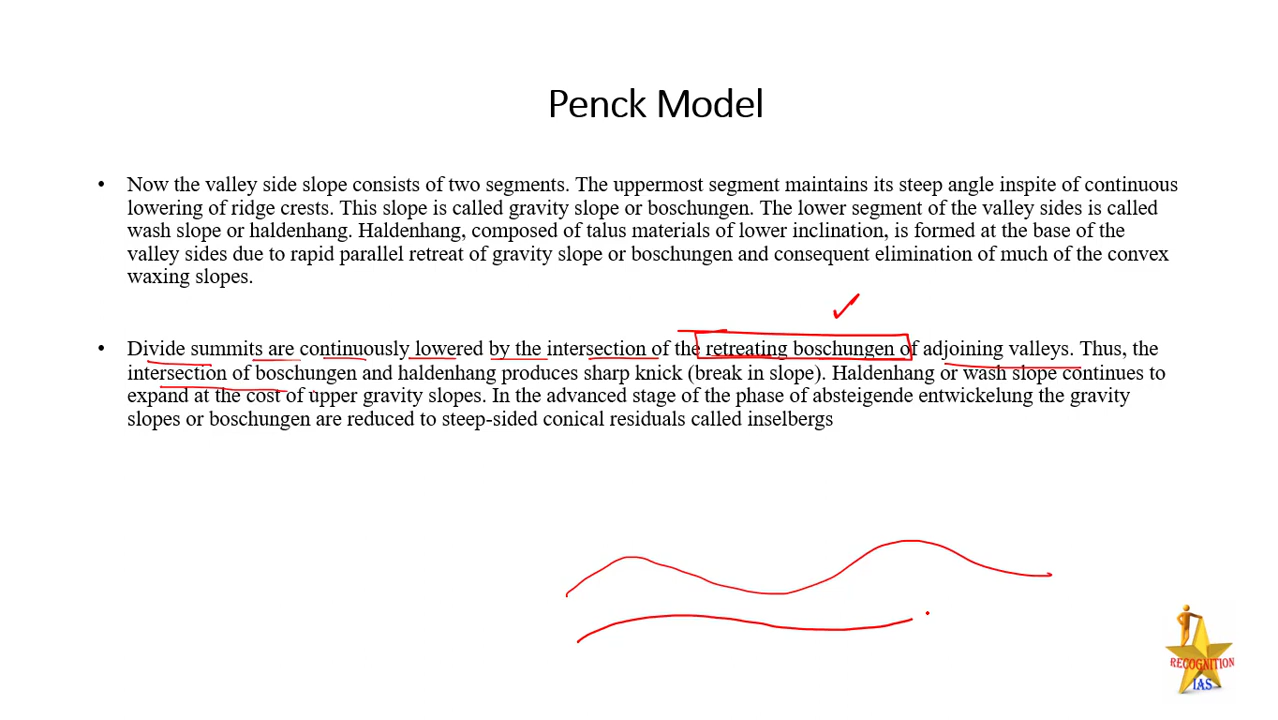 Penck Model
• Now the valley side slope consists of two segments. The uppermost segment maintains its steep angle inspite of continuous
lowering of ridge crests. This slope is called gravity slope or boschungen. The lower segment of the valley sides is called
wash slope or haldenhang. Haldenhang, composed of talus materials of lower inclination, is formed at the base of the
valley sides due to rapid parallel retreat of gravity slope or boschungen and consequent elimination of much of the convex
waxing slopes.
• Divide summits are continuously lowered by the intersection of the retreating boschungen of adjoining valleys. Thus, the
intersection of boschungen and haldenhang produces sharp knick (break in slope). Haldenhang or wash slope continues to
expand at the cost of upper gravity slopes. In the advanced stage of the phase of absteigende entwickelung the gravity
slopes or boschungen are reduced to steep-sided conical residuals called inselbergs
RECOGNITION
IAS